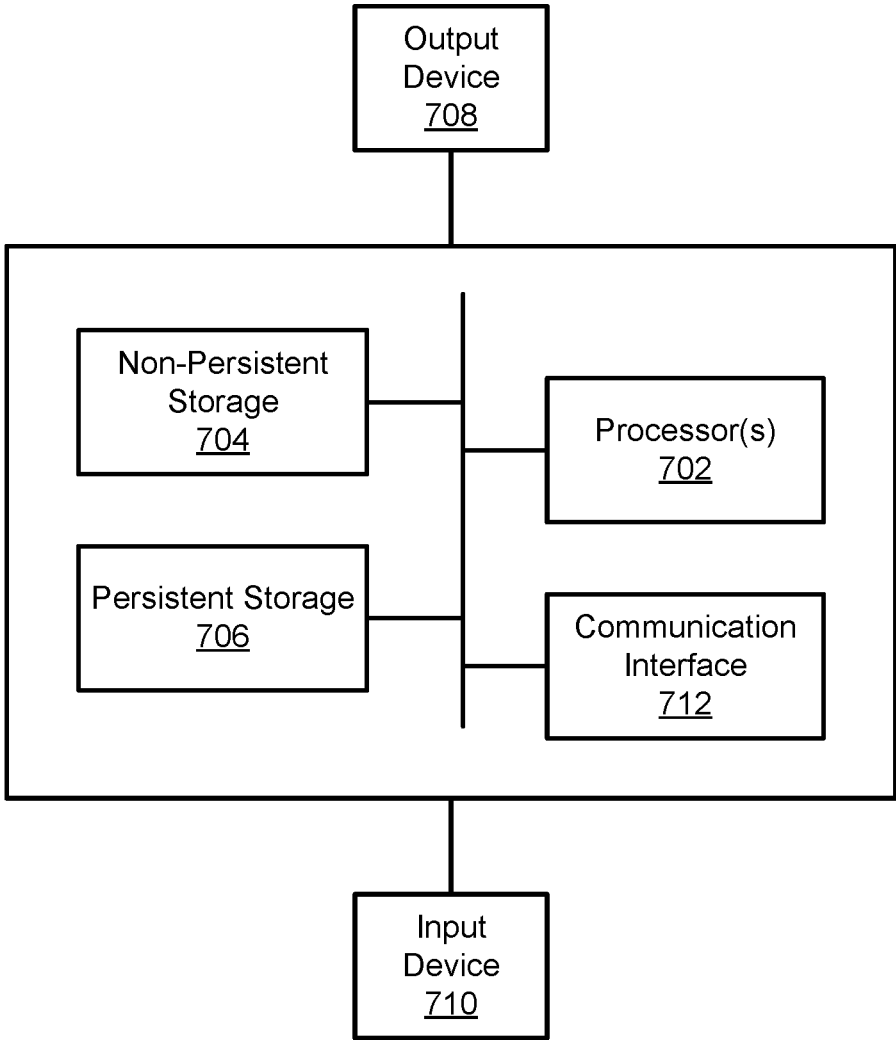 Output
Device
708
Non-Persistent
Storage
704
Processor(s)
702
Persistent Storage
706
Communication
Interface
712
Input
Device
710